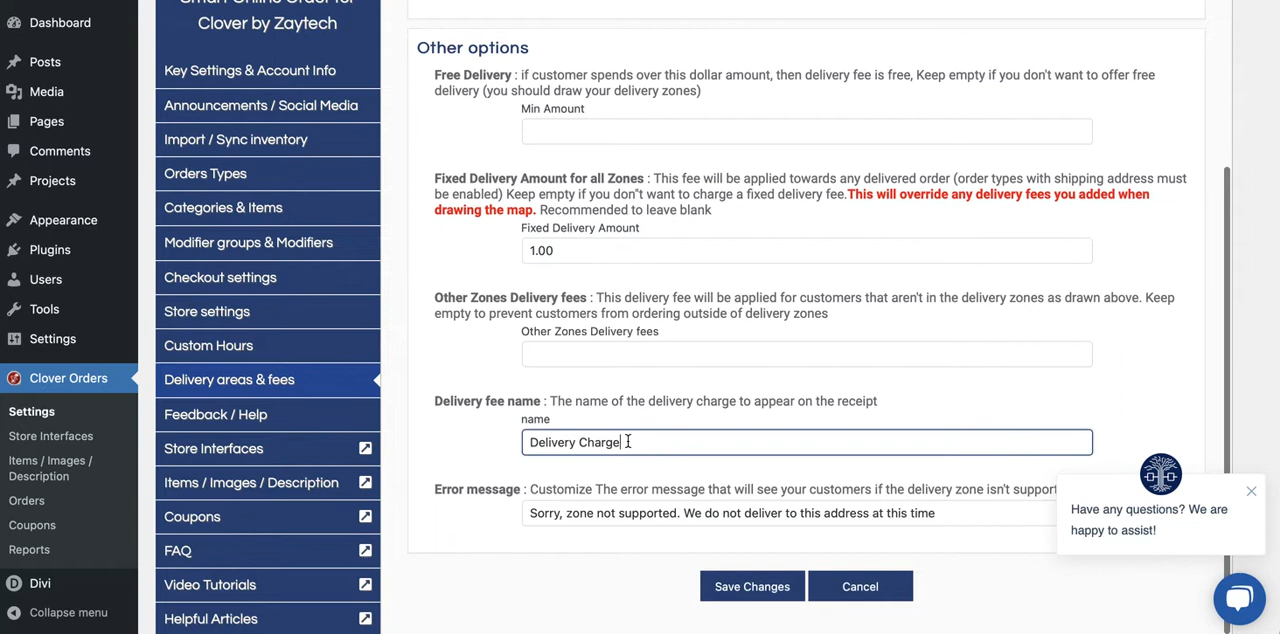 Dashboard
Posts
Media
Pages
Comments
Projects
Appearance
Plugins
Users
Tools
Settings
Clover Orders
Settings
Store Interfaces
Items / Images /
Description
Orders
Coupons
Reports
Divi
Collapse menu
Smart Online Order for
Clover by Zaytech
Key Settings & Account Info
Announcements / Social Media
Import / Sync inventory
Orders Types
Categories & Items
Modifier groups & Modifiers
Checkout settings
Store settings
Custom Hours
Delivery areas & fees
Feedback / Help
Store Interfaces
Items / Images / Description
Coupons
FAQ
Video Tutorials
Helpful Articles
Other options
Free Delivery : if customer spends over this dollar amount, then delivery fee is free, Keep empty if you don't want to offer free
delivery (you should draw your delivery zones)
Min Amount
Fixed Delivery Amount for all Zones : This fee will be applied towards any delivered order (order types with shipping address must
be enabled) Keep empty if you don"t want to charge a fixed delivery fee.This will override any delivery fees you added when
drawing the map. Recommended to leave blank
Fixed Delivery Amount
1.00
Other Zones Delivery fees : This delivery fee will be applied for customers that aren't in the delivery zones as drawn above. Keep
empty to prevent customers from ordering outside of delivery zones
Other Zones Delivery fees
Delivery fee name : The name of the delivery charge to appear on the receipt
name
Delivery Charge
Error message : Customize The error message that will see your customers if the delivery zone isn't support
Sorry, zone not supported. We do not deliver to this address at this time
Save Changes
Cancel
Have any questions? We are
happy to assist!